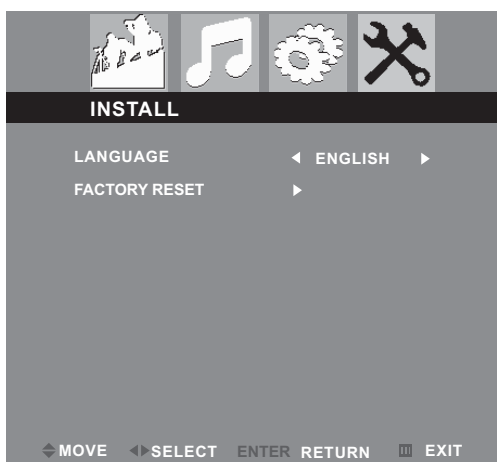 INSTALL
LANGUAGE ENGLISH
FACTORY RESET
MOVE SELECT ENTER RETURN EXIT